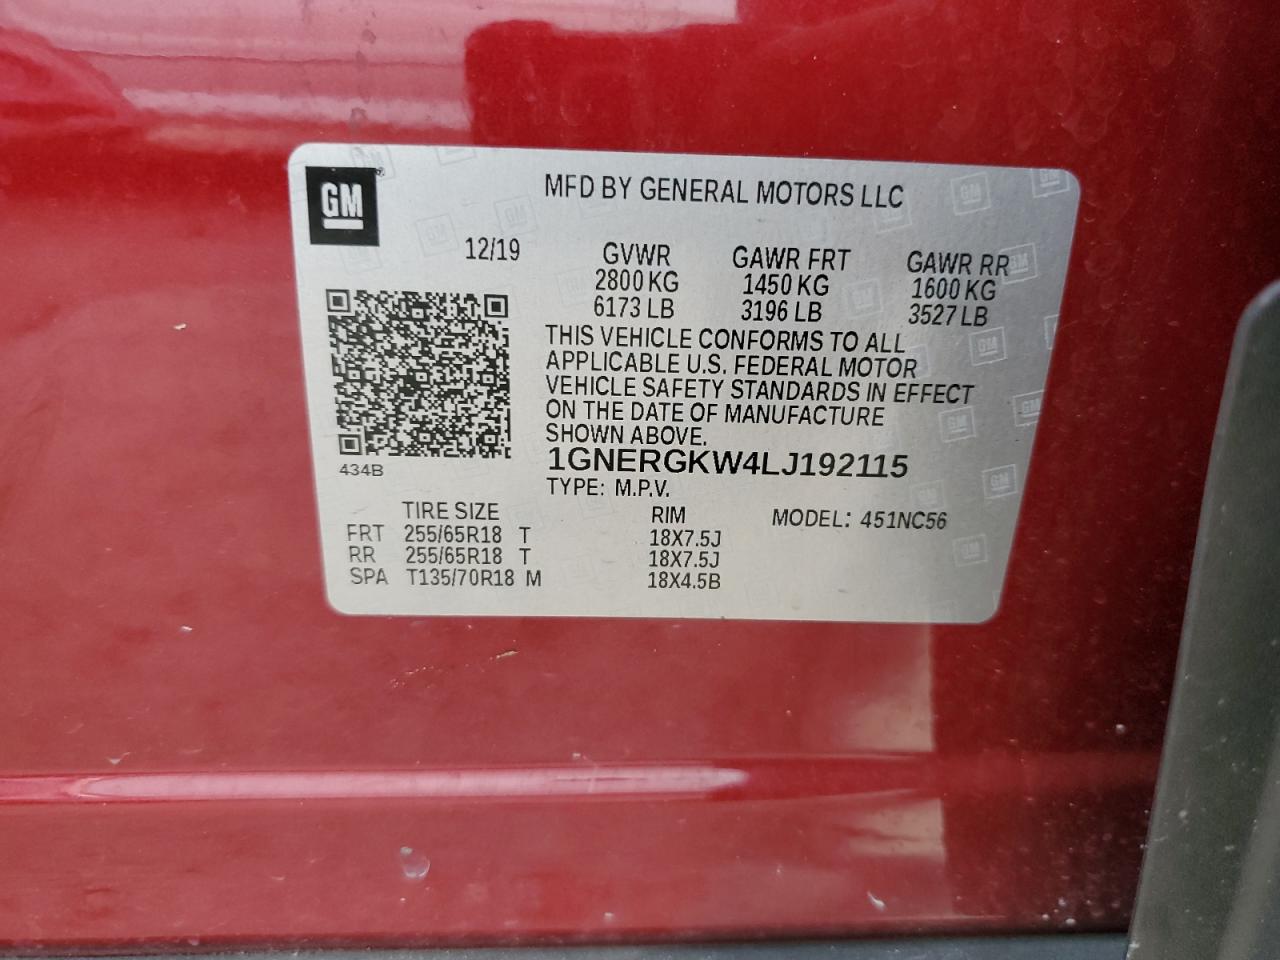 GM
MFD BY GENERAL MOTORS LLC
12/19 GVWR GAWR FRT GAWR RR
2800 KG 1450 KG 1600 KG
6173 LB 3196 LB 3527 LB
THIS VEHICLE CONFORMS TO ALL
APPLICABLE U.S. FEDERAL MOTOR
VEHICLE SAFETY STANDARDS IN EFFECT
ON THE DATE OF MANUFACTURE
SHOWN ABOVE.
1GNERGKW4LJ192115
434B
TYPE: M.P.V.
TIRE SIZE RIM MODEL: 451NC56
FRT 255/65R18 T 18X7.5J
RR 255/65R18 T 18X7.5J
SPA T135/70R18 M 18X4.5B